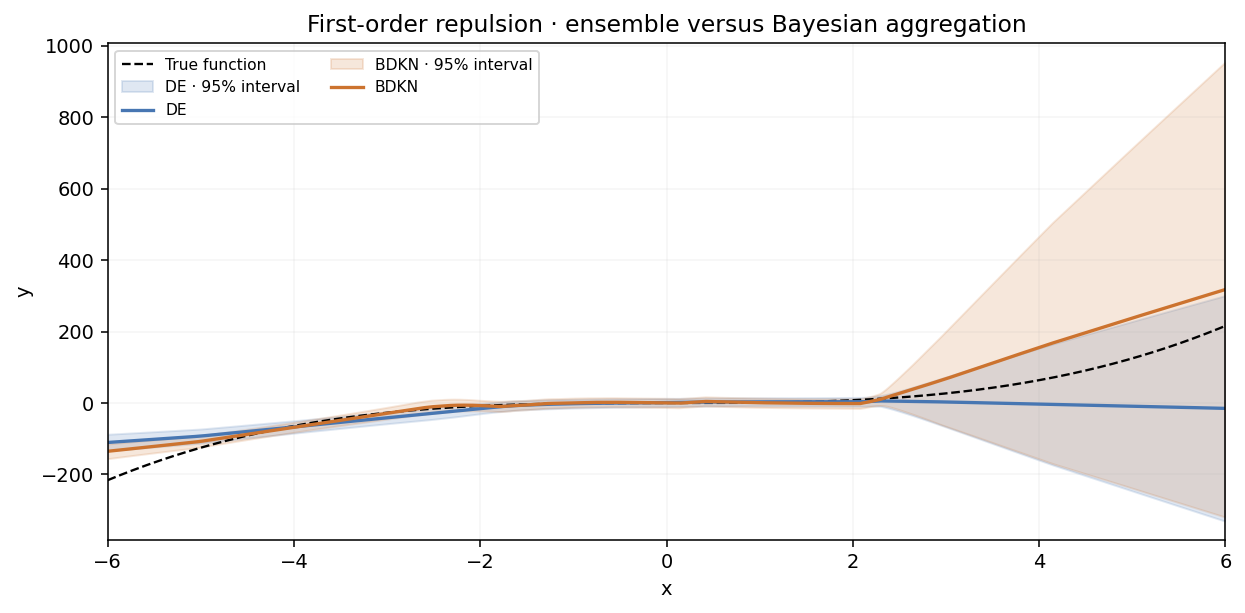 First-order repulsion · ensemble versus Bayesian aggregation
True function
DE · 95% interval
DE
BDKN · 95% interval
BDKN
1000
800
600
400
200
0
−200
y
−6
−4
−2
0
2
4
6
x